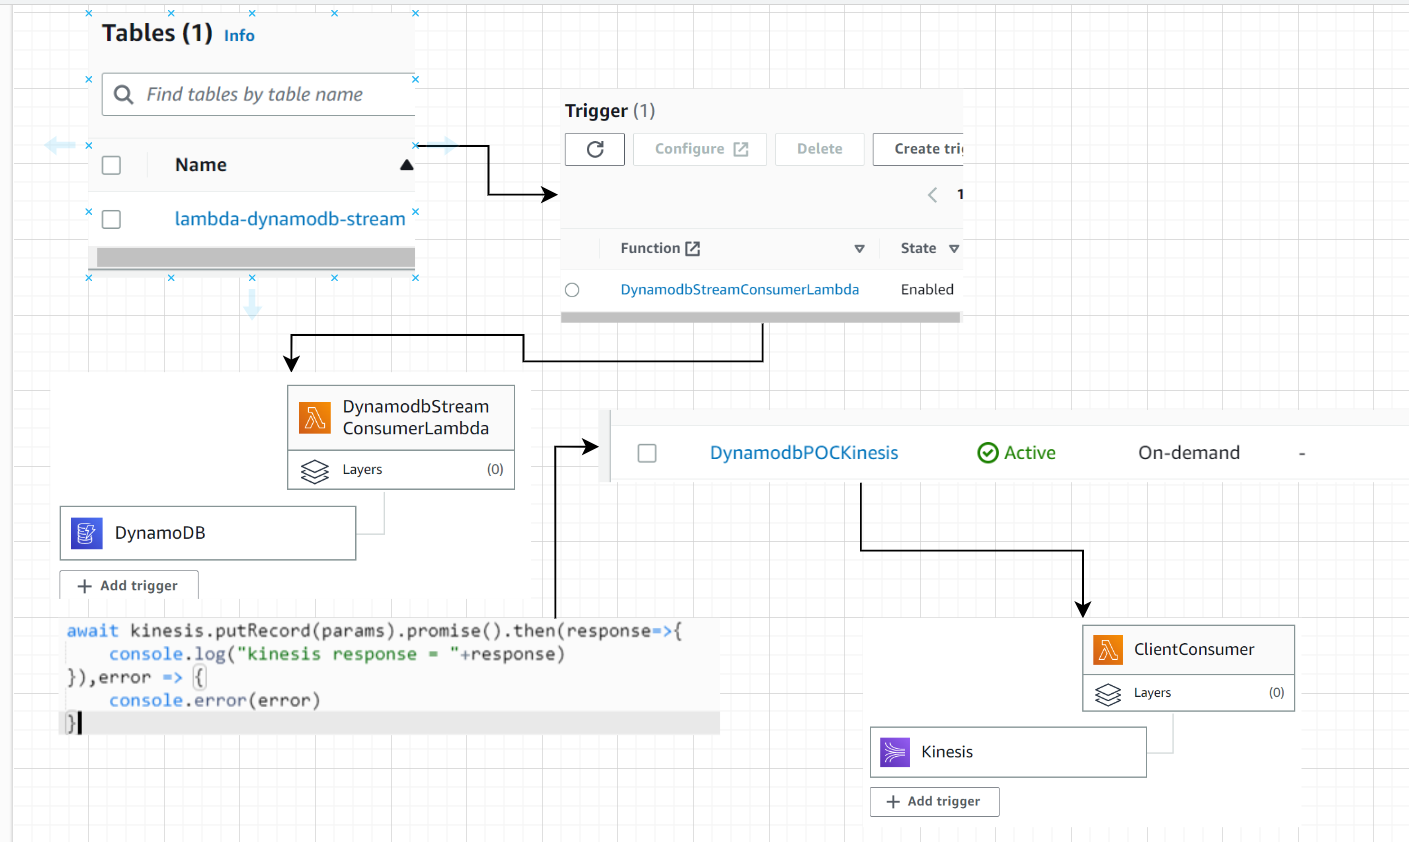 Tables (1) Info
Find tables by table name
Name
lambda-dynamodb-stream
Trigger (1)
Configure Delete Create tri
1
Function State
DynamodbStreamConsumerLambda Enabled
DynamodbStream
ConsumerLambda
Layers (0)
DynamoDB
+ Add trigger
await kinesis.putRecord(params).promise().then(response=>{
console.log("kinesis response = "+response)
}),error => {
console.error(error)
}
DynamodbPOCKinesis Active On-demand -
ClientConsumer
Layers (0)
Kinesis
+ Add trigger